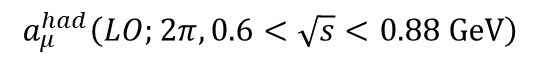 a_μ^had (LO; 2π, 0.6 < √s < 0.88 GeV)